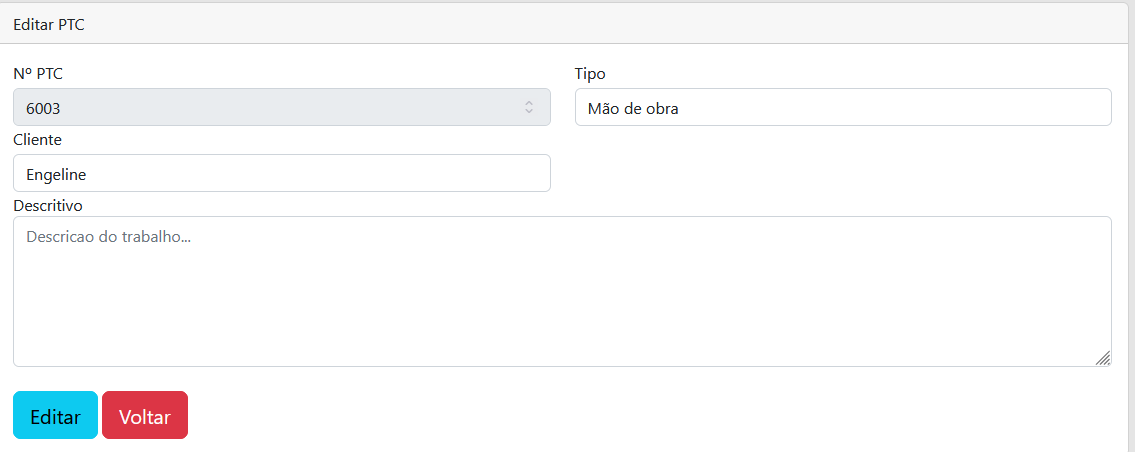 Editar PTC
Nº PTC
Tipo
6003
Mão de obra
Cliente
Engeline
Descritivo
Descricao do trabalho...
Editar Voltar